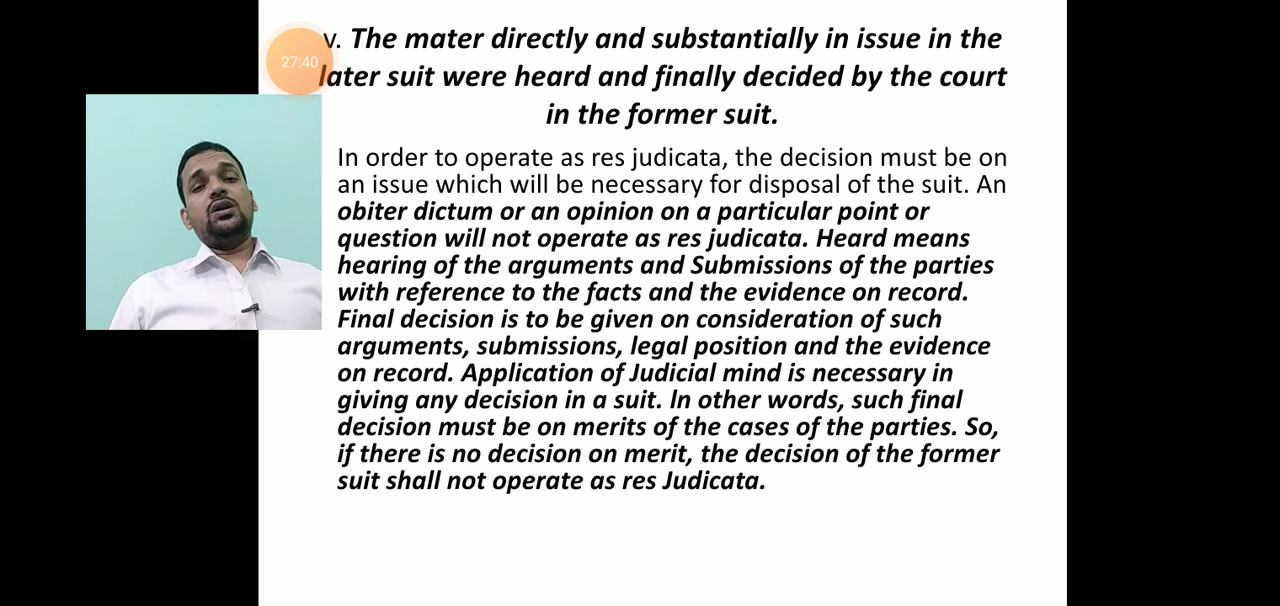 v. The mater directly and substantially in issue in the
27:40
later suit were heard and finally decided by the court
in the former suit.
In order to operate as res judicata, the decision must be on
an issue which will be necessary for disposal of the suit. An
obiter dictum or an opinion on a particular point or
question will not operate as res judicata. Heard means
hearing of the arguments and Submissions of the parties
with reference to the facts and the evidence on record.
Final decision is to be given on consideration of such
arguments, submissions, legal position and the evidence
on record. Application of Judicial mind is necessary in
giving any decision in a suit. In other words, such final
decision must be on merits of the cases of the parties. So,
if there is no decision on merit, the decision of the former
suit shall not operate as res Judicata.